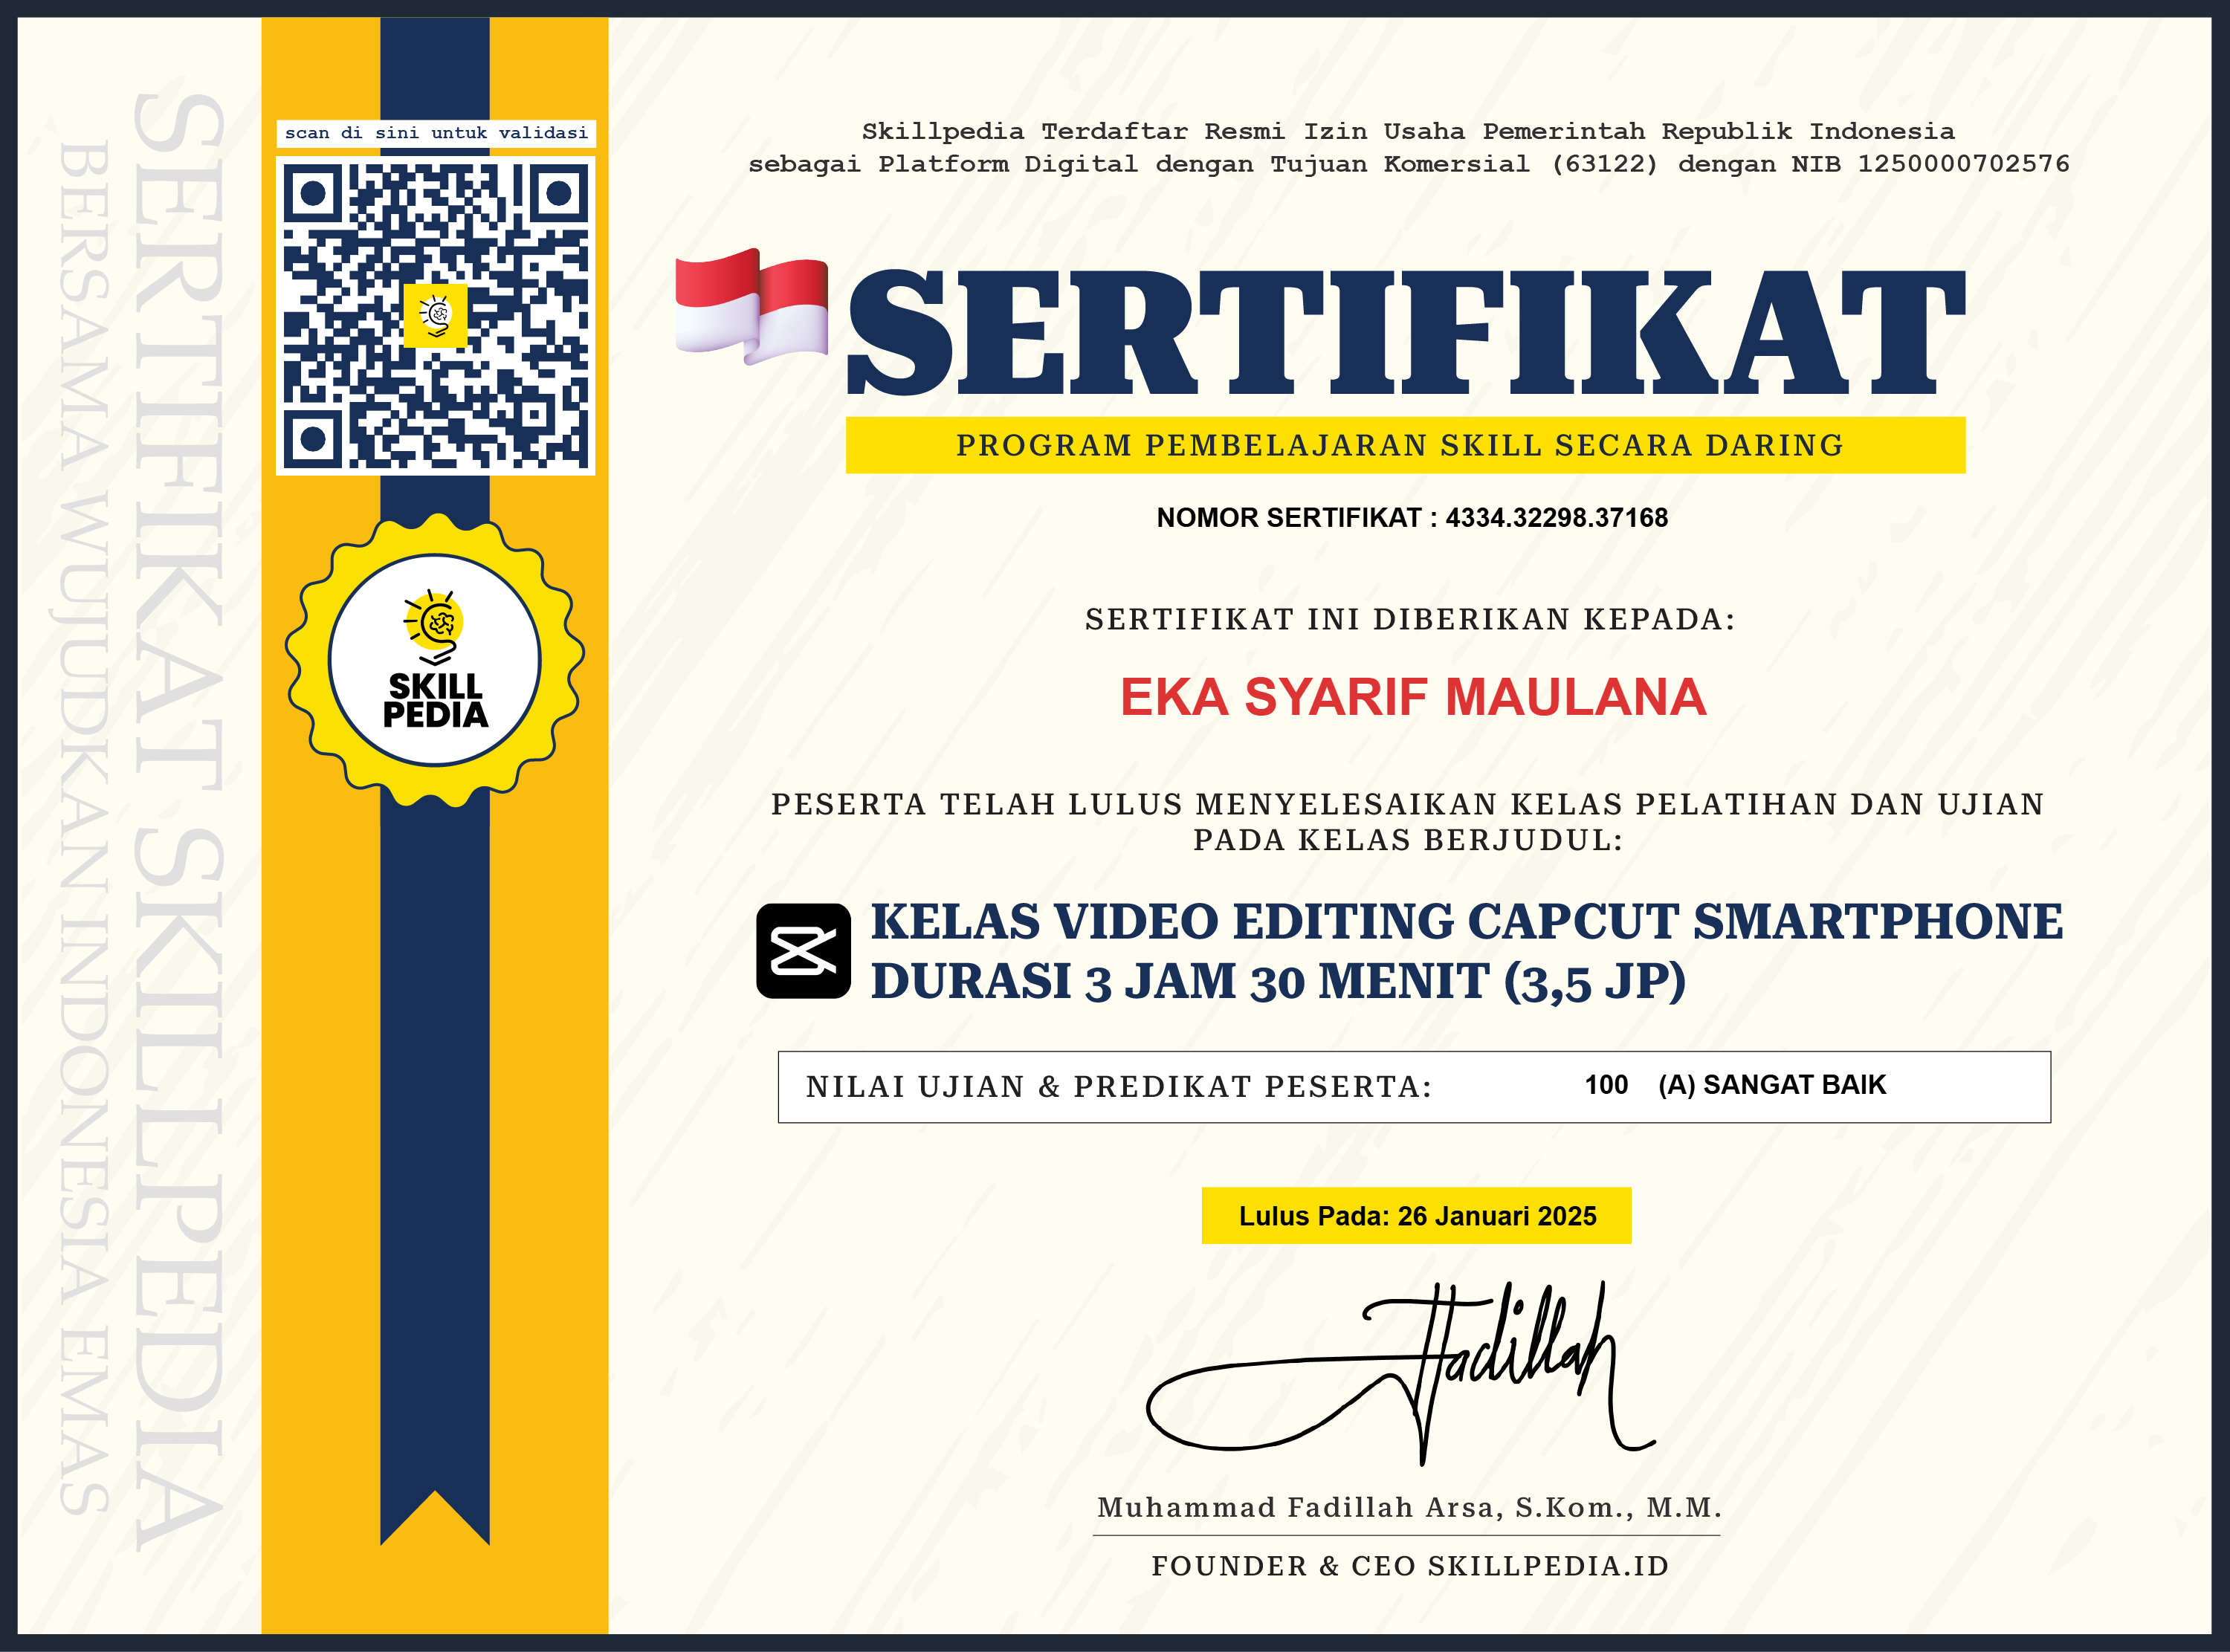 SERTIFIKAT SKILLPEDIA
BERSAMA WUJUDKAN INDONESIA EMAS
scan di sini untuk validasi
SKILL
PEDIA
Skillpedia Terdaftar Resmi Izin Usaha Pemerintah Republik Indonesia
sebagai Platform Digital dengan Tujuan Komersial (63122) dengan NIB 1250000702576
SERTIFIKAT
PROGRAM PEMBELAJARAN SKILL SECARA DARING
NOMOR SERTIFIKAT : 4334.32298.37168
SERTIFIKAT INI DIBERIKAN KEPADA:
EKA SYARIF MAULANA
PESERTA TELAH LULUS MENYELESAIKAN KELAS PELATIHAN DAN UJIAN
PADA KELAS BERJUDUL:
KELAS VIDEO EDITING CAPCUT SMARTPHONE
DURASI 3 JAM 30 MENIT (3,5 JP)
NILAI UJIAN & PREDIKAT PESERTA: 100 (A) SANGAT BAIK
Lulus Pada: 26 Januari 2025
Fadillah
Muhammad Fadillah Arsa, S.Kom., M.M.
FOUNDER & CEO SKILLPEDIA.ID